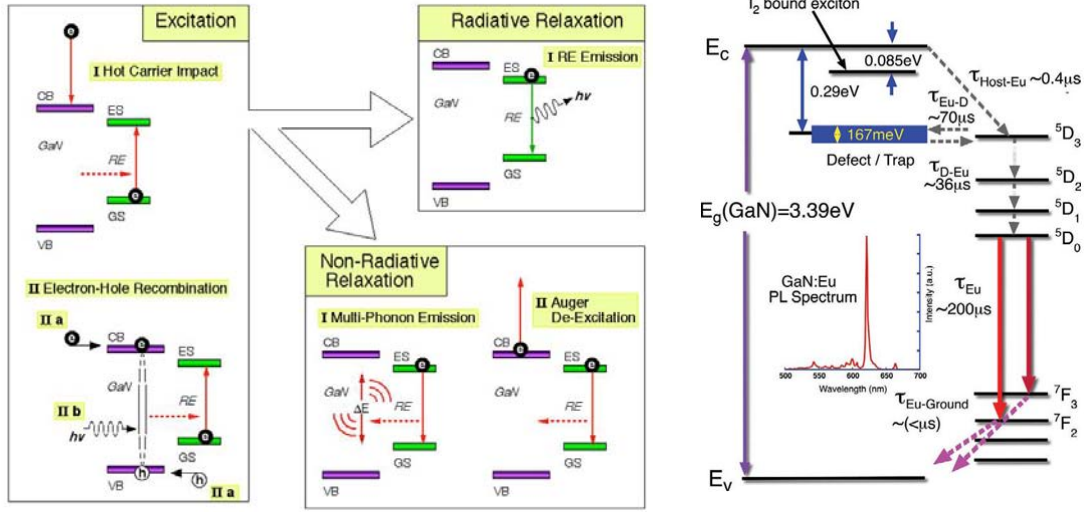 Excitation
e
I Hot Carrier Impact
CB
ES
GaN
RE
e
GS
VB
II Electron-Hole Recombination
II a
e
CB
e
ES
GaN
II b
RE
hν
e
GS
h
h
VB
II a
Radiative Relaxation
I RE Emission
CB
ES
e
GaN
RE
hν
GS
VB
Non-Radiative
Relaxation
I Multi-Phonon Emission
CB
ES
e
GaN
ΔE
RE
GS
VB
II Auger
De-Excitation
CB
e
ES
e
GaN
RE
GS
VB
I2 bound exciton
Ec
0.085eV
0.29eV
τHost-Eu ~0.4μs
τEu-D
~70μs
167meV
Defect / Trap
5D3
τD-Eu
~36μs
5D2
5D1
5D0
Eg(GaN)=3.39eV
GaN:Eu
PL Spectrum
Intensity (a.u.)
500 550 600 650 700
Wavelength (nm)
τEu
~200μs
τEu-Ground
~(<μs)
7F3
7F2
Ev